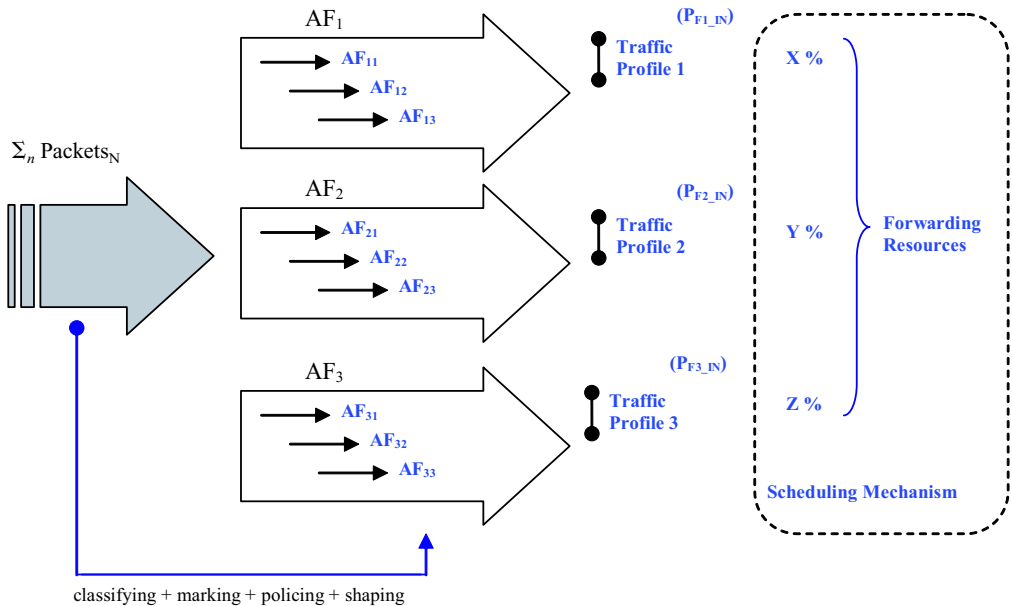 Σn PacketsN
AF1
AF11
AF12
AF13
(PF1_IN)
Traffic
Profile 1
X %
AF2
AF21
AF22
AF23
(PF2_IN)
Traffic
Profile 2
Y %
Forwarding
Resources
AF3
AF31
AF32
AF33
(PF3_IN)
Traffic
Profile 3
Z %
Scheduling Mechanism
classifying + marking + policing + shaping